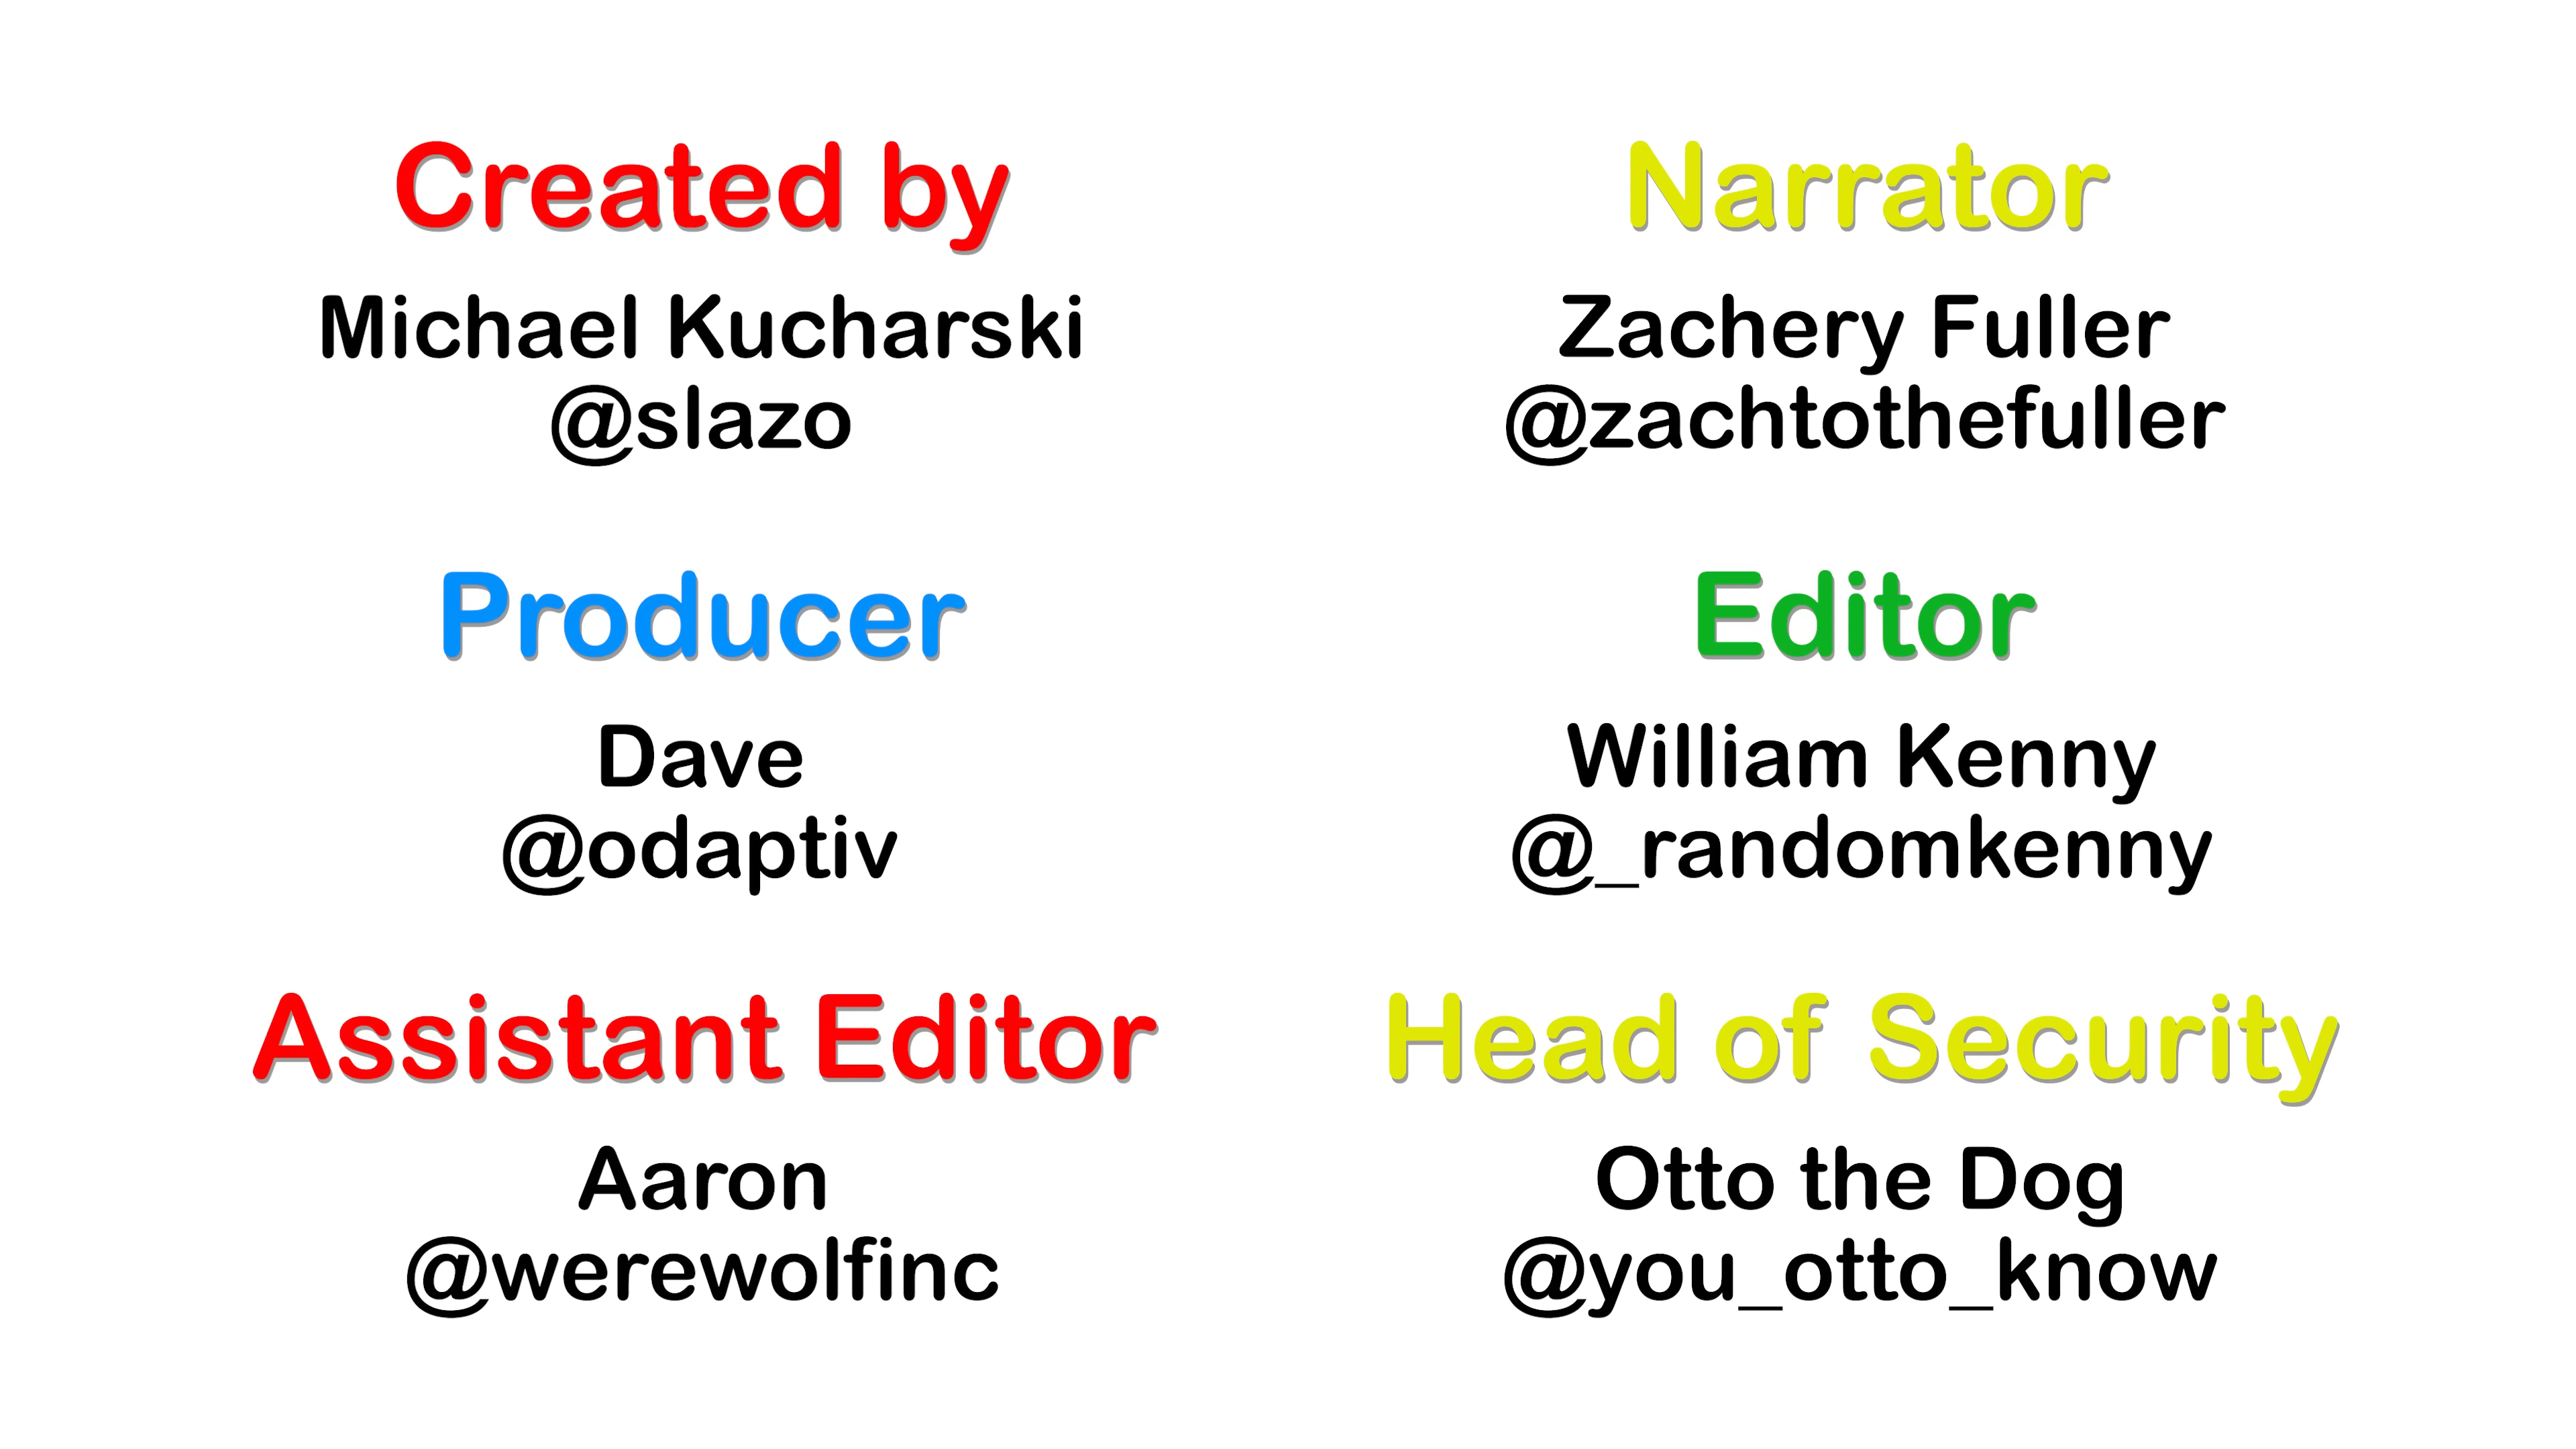 Created by
Michael Kucharski
@slazo
Narrator
Zachery Fuller
@zachtothefuller
Producer
Dave
@odaptiv
Editor
William Kenny
@_randomkenny
Assistant Editor
Aaron
@werewolfinc
Head of Security
Otto the Dog
@you_otto_know